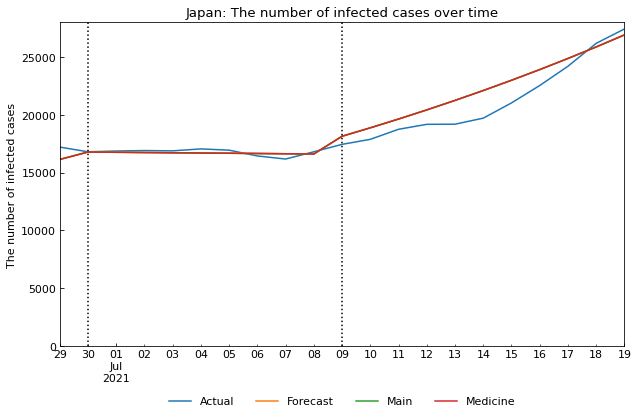 Japan: The number of infected cases over time
The number of infected cases
25000
20000
15000
10000
5000
0
29 30 01 02 03 04 05 06 07 08 09 10 11 12 13 14 15 16 17 18 19
Jul
2021
Actual Forecast Main Medicine